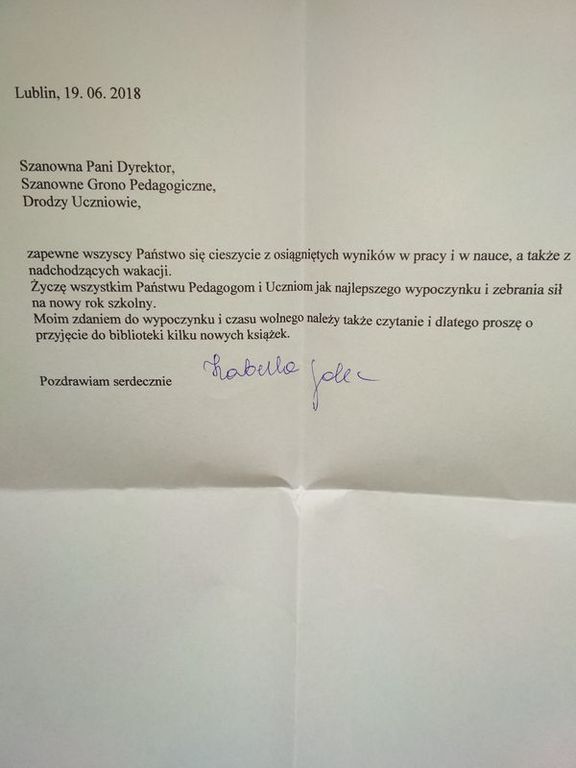 Lublin, 19. 06. 2018
Szanowna Pani Dyrektor,
Szanowne Grono Pedagogiczne,
Drodzy Uczniowie,
zapewne wszyscy Państwo się cieszycie z osiągniętych wyników w pracy i w nauce, a także z
nadchodzących wakacji.
Życzę wszystkim Państwu Pedagogom i Uczniom jak najlepszego wypoczynku i zebrania sił
na nowy rok szkolny.
Moim zdaniem do wypoczynku i czasu wolnego należy także czytanie i dlatego proszę o
przyjęcie do biblioteki kilku nowych książek.
Pozdrawiam serdecznie Izabella